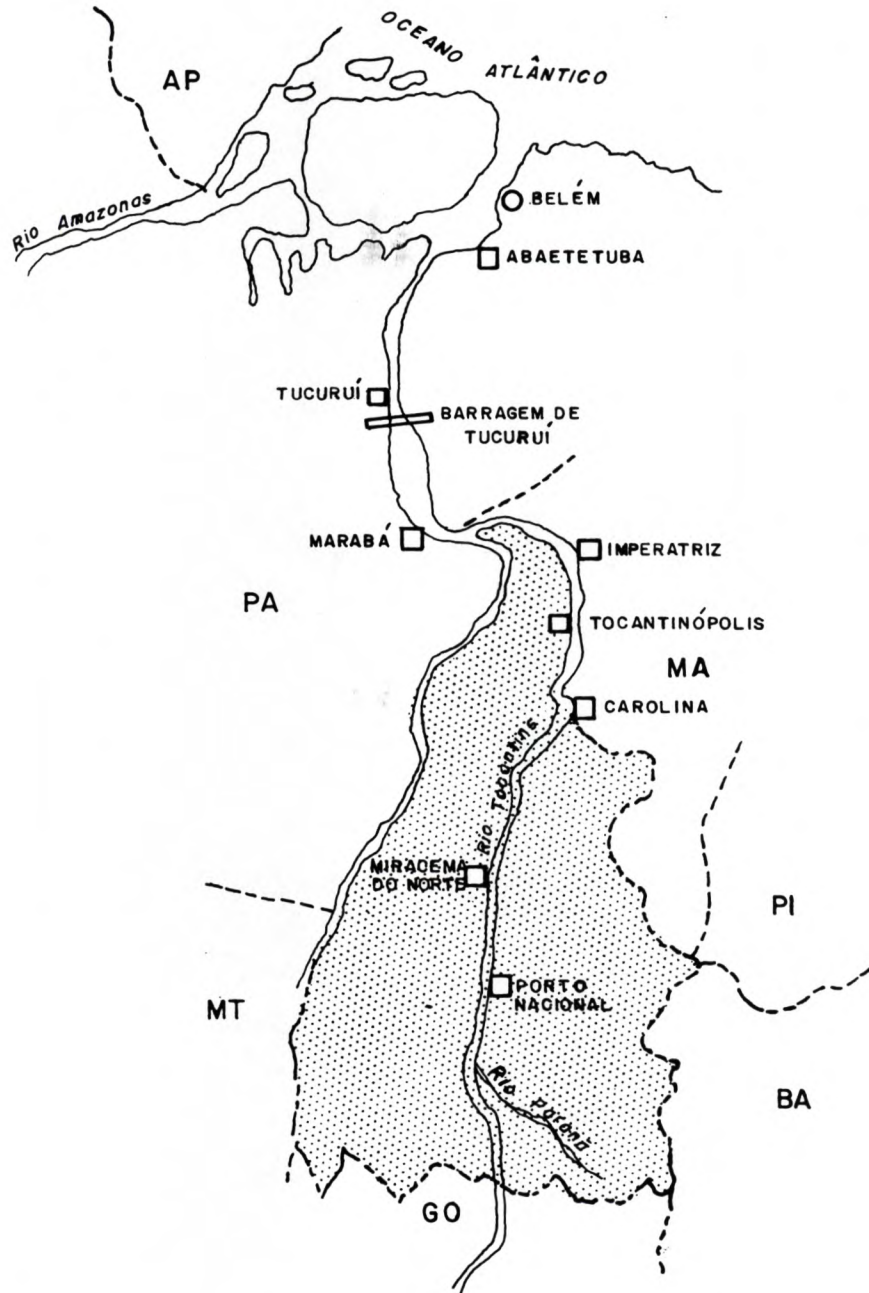 OCEANO
ATLÂNTICO
AP
Rio Amazonas
BELÉM
ABAETETUBA
TUCURUÍ
BARRAGEM DE
TUCURUÍ
MARABÁ
IMPERATRIZ
PA
TOCANTINÓPOLIS
MA
CAROLINA
Rio Tocantins
MIRACEMA
DO NORTE
PI
PORTO
NACIONAL
MT
Rio Paranã
BA
GO